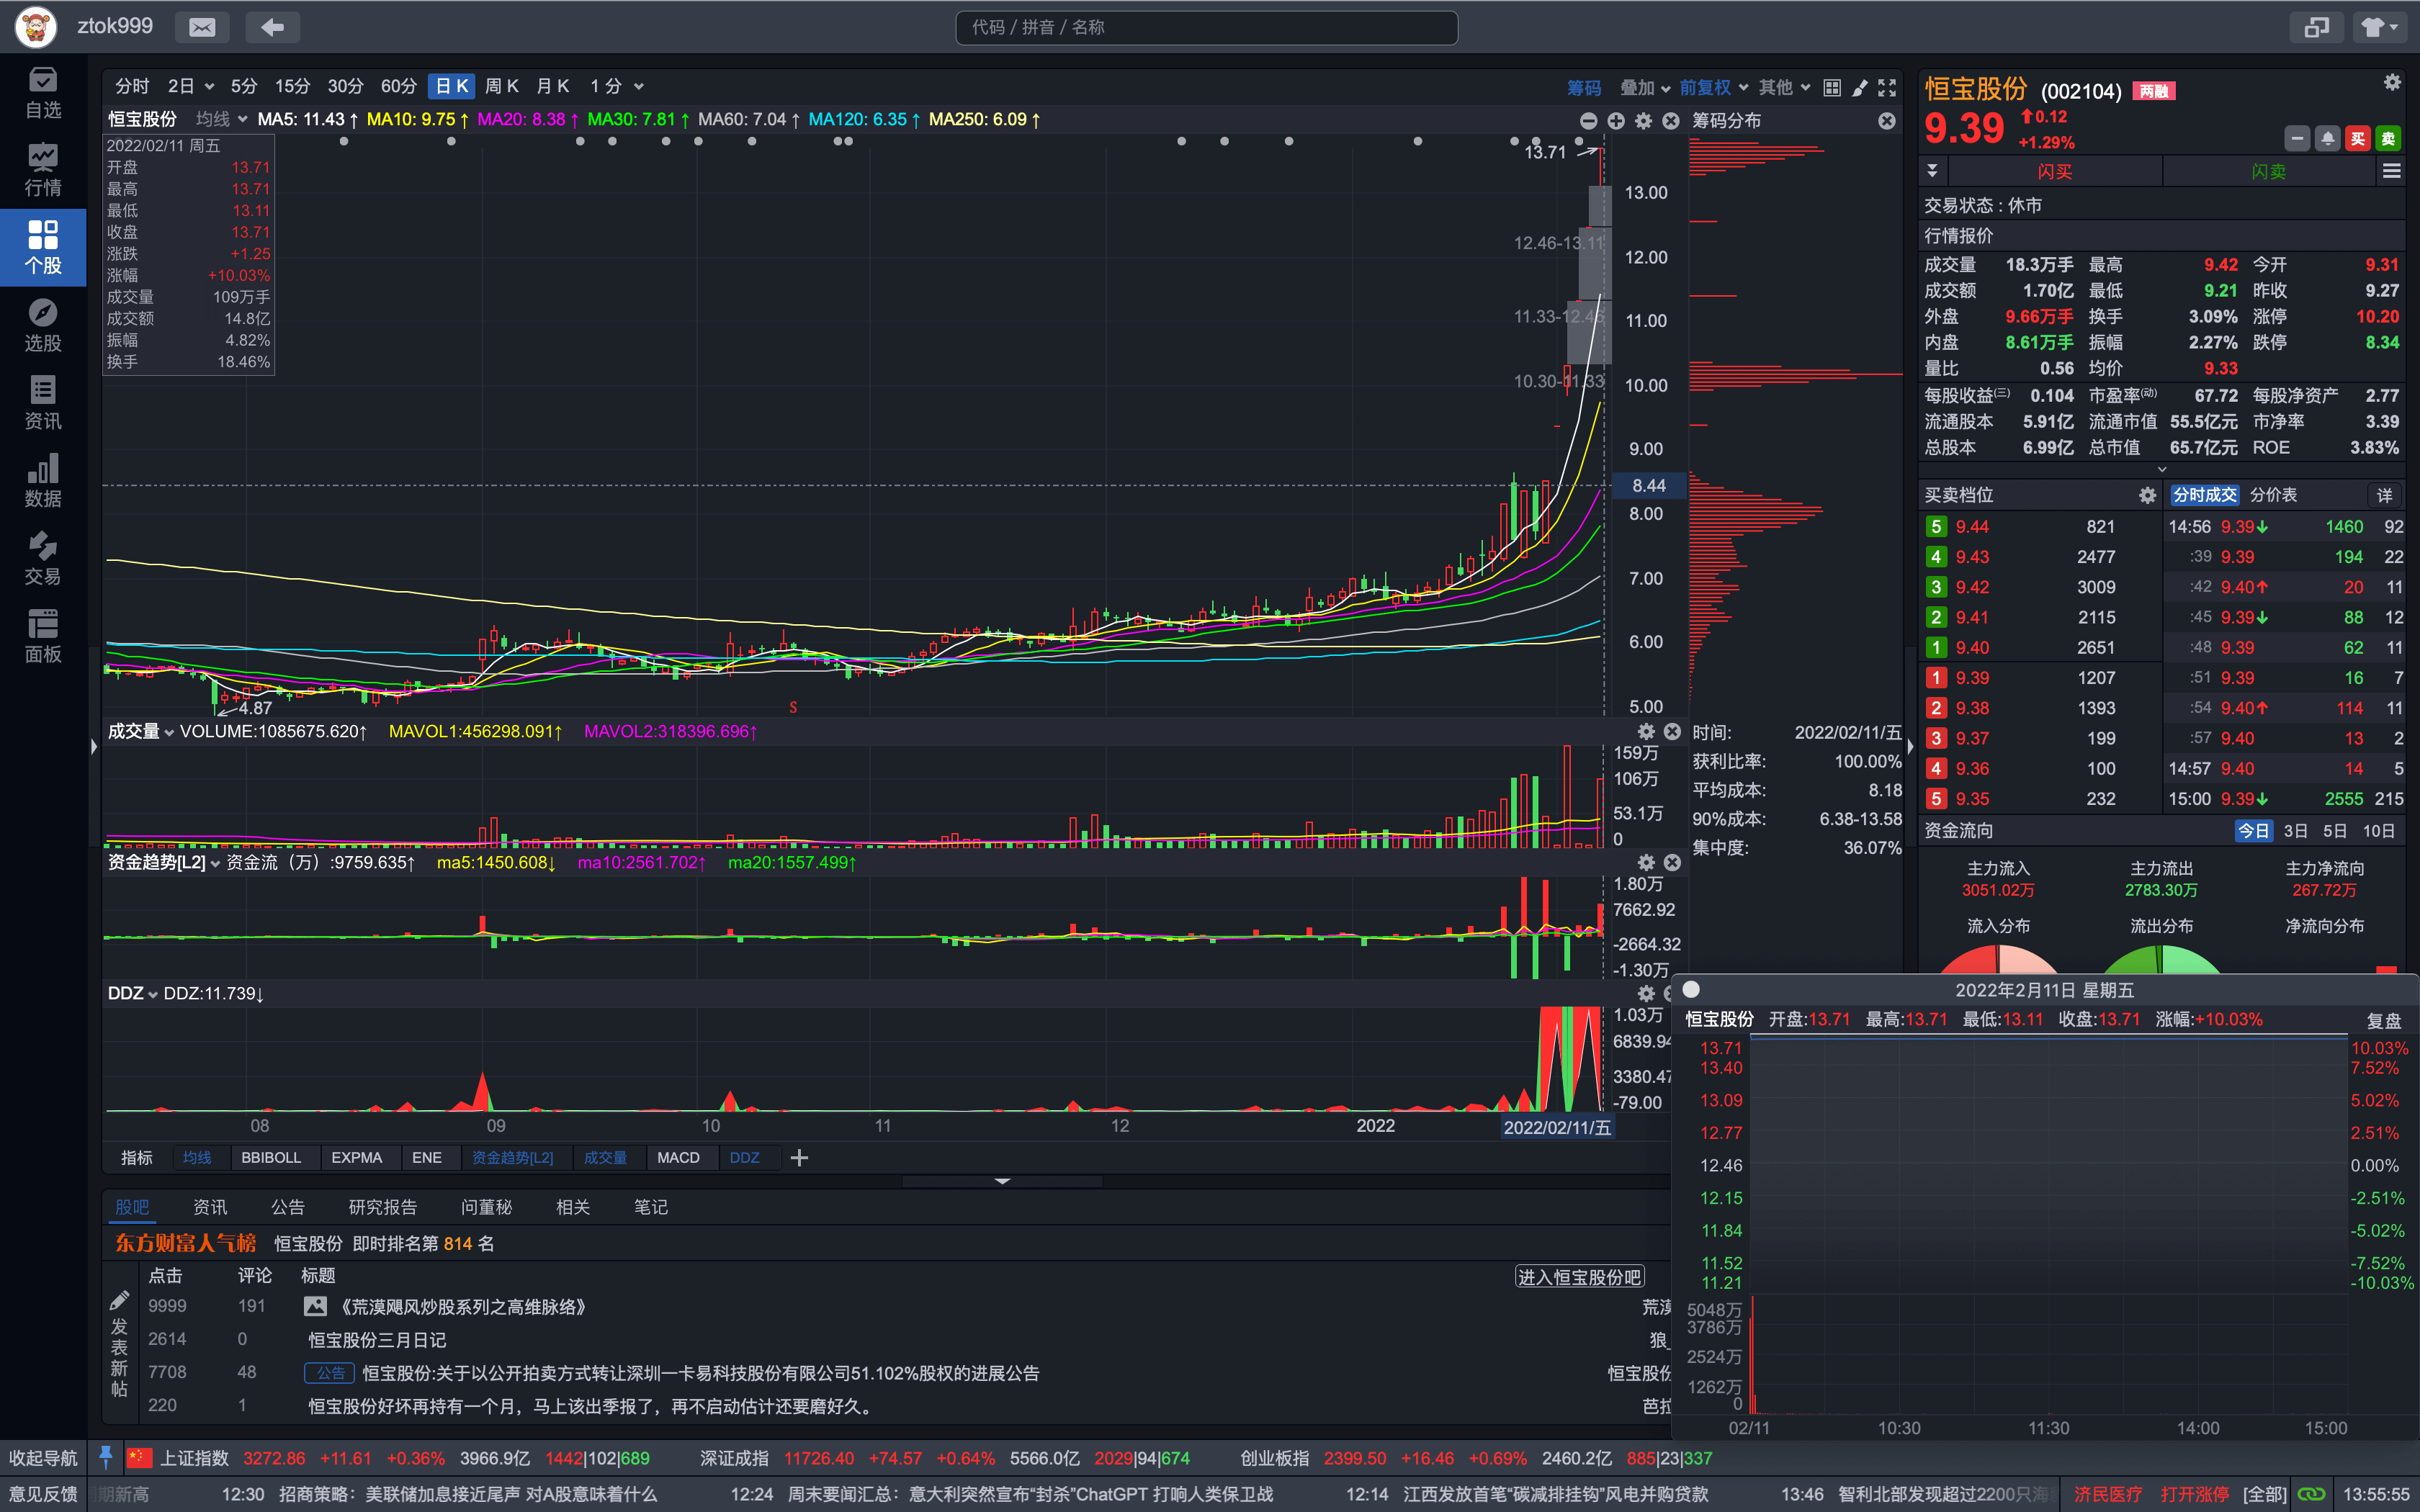 ztok999
代码 / 拼音 / 名称
自选
行情
个股
选股
资讯
数据
交易
面板
分时 2日 5分 15分 30分 60分 日K 周K 月K 1分
筹码 叠加 前复权 其他
恒宝股份 均线 MA5: 11.43↑ MA10: 9.75↑ MA20: 8.38↑ MA30: 7.81↑ MA60: 7.04↑ MA120: 6.35↑ MA250: 6.09↑
筹码分布
2022/02/11 周五
开盘 13.71
最高 13.71
最低 13.11
收盘 13.71
涨跌 +1.25
涨幅 +10.03%
成交量 109万手
成交额 14.8亿
振幅 4.82%
换手 18.46%
13.71
12.46-13.11
11.33-12.46
10.30-11.33
4.87
S
13.00
12.00
11.00
10.00
9.00
8.44
8.00
7.00
6.00
5.00
成交量 VOLUME:1085675.620↑ MAVOL1:456298.091↑ MAVOL2:318396.696↑
159万
106万
53.1万
0
资金趋势[L2] 资金流（万）:9759.635↑ ma5:1450.608↓ ma10:2561.702↑ ma20:1557.499↑
1.80万
7662.92
-2664.32
-1.30万
DDZ DDZ:11.739↓
1.03万
6839.94
3380.47
-79.00
08 09 10 11 12 2022 2022/02/11/五
时间: 2022/02/11/五
获利比率: 100.00%
平均成本: 8.18
90%成本: 6.38-13.58
集中度: 36.07%
指标 均线 BBIBOLL EXPMA ENE 资金趋势[L2] 成交量 MACD DDZ
股吧 资讯 公告 研究报告 问董秘 相关 笔记
东方财富人气榜 恒宝股份 即时排名第 814 名
点击 评论 标题
进入恒宝股份吧
发表新帖
9999 191 《荒漠飓风炒股系列之高维脉络》 荒漠
2614 0 恒宝股份三月日记 狼_
7708 48 公告 恒宝股份:关于以公开拍卖方式转让深圳一卡易科技股份有限公司51.102%股权的进展公告 恒宝股份
220 1 恒宝股份好坏再持有一个月，马上该出季报了，再不启动估计还要磨好久。 芭拉
恒宝股份 (002104) 两融
9.39 0.12
+1.29%
买 卖
闪买 闪卖
交易状态 : 休市
行情报价
成交量 18.3万手 最高 9.42 今开 9.31
成交额 1.70亿 最低 9.21 昨收 9.27
外盘 9.66万手 换手 3.09% 涨停 10.20
内盘 8.61万手 振幅 2.27% 跌停 8.34
量比 0.56 均价 9.33
每股收益(三) 0.104 市盈率(动) 67.72 每股净资产 2.77
流通股本 5.91亿 流通市值 55.5亿元 市净率 3.39
总股本 6.99亿 总市值 65.7亿元 ROE 3.83%
买卖档位
分时成交 分价表 详
5 9.44 821
4 9.43 2477
3 9.42 3009
2 9.41 2115
1 9.40 2651
1 9.39 1207
2 9.38 1393
3 9.37 199
4 9.36 100
5 9.35 232
14:56 9.39↓ 1460 92
:39 9.39 194 22
:42 9.40↑ 20 11
:45 9.39↓ 88 12
:48 9.39 62 11
:51 9.39 16 7
:54 9.40↑ 114 11
:57 9.40 13 2
14:57 9.40 14 5
15:00 9.39↓ 2555 215
资金流向 今日 3日 5日 10日
主力流入 主力流出 主力净流向
3051.02万 2783.30万 267.72万
流入分布 流出分布 净流向分布
2022年2月11日 星期五
恒宝股份 开盘:13.71 最高:13.71 最低:13.11 收盘:13.71 涨幅:+10.03% 复盘
13.71 10.03%
13.40 7.52%
13.09 5.02%
12.77 2.51%
12.46 0.00%
12.15 -2.51%
11.84 -5.02%
11.52 -7.52%
11.21 -10.03%
5048万
3786万
2524万
1262万
0
02/11 10:30 11:30 14:00 15:00
收起导航 上证指数 3272.86 +11.61 +0.36% 3966.9亿 1442|102|689 深证成指 11726.40 +74.57 +0.64% 5566.0亿 2029|94|674 创业板指 2399.50 +16.46 +0.69% 2460.2亿 885|23|337
意见反馈 期新高 12:30 招商策略：美联储加息接近尾声 对A股意味着什么 12:24 周末要闻汇总：意大利突然宣布“封杀”ChatGPT 打响人类保卫战 12:14 江西发放首笔“碳减排挂钩”风电并购贷款 13:46 智利北部发现超过2200只海 济民医疗 打开涨停 [全部] 13:55:55